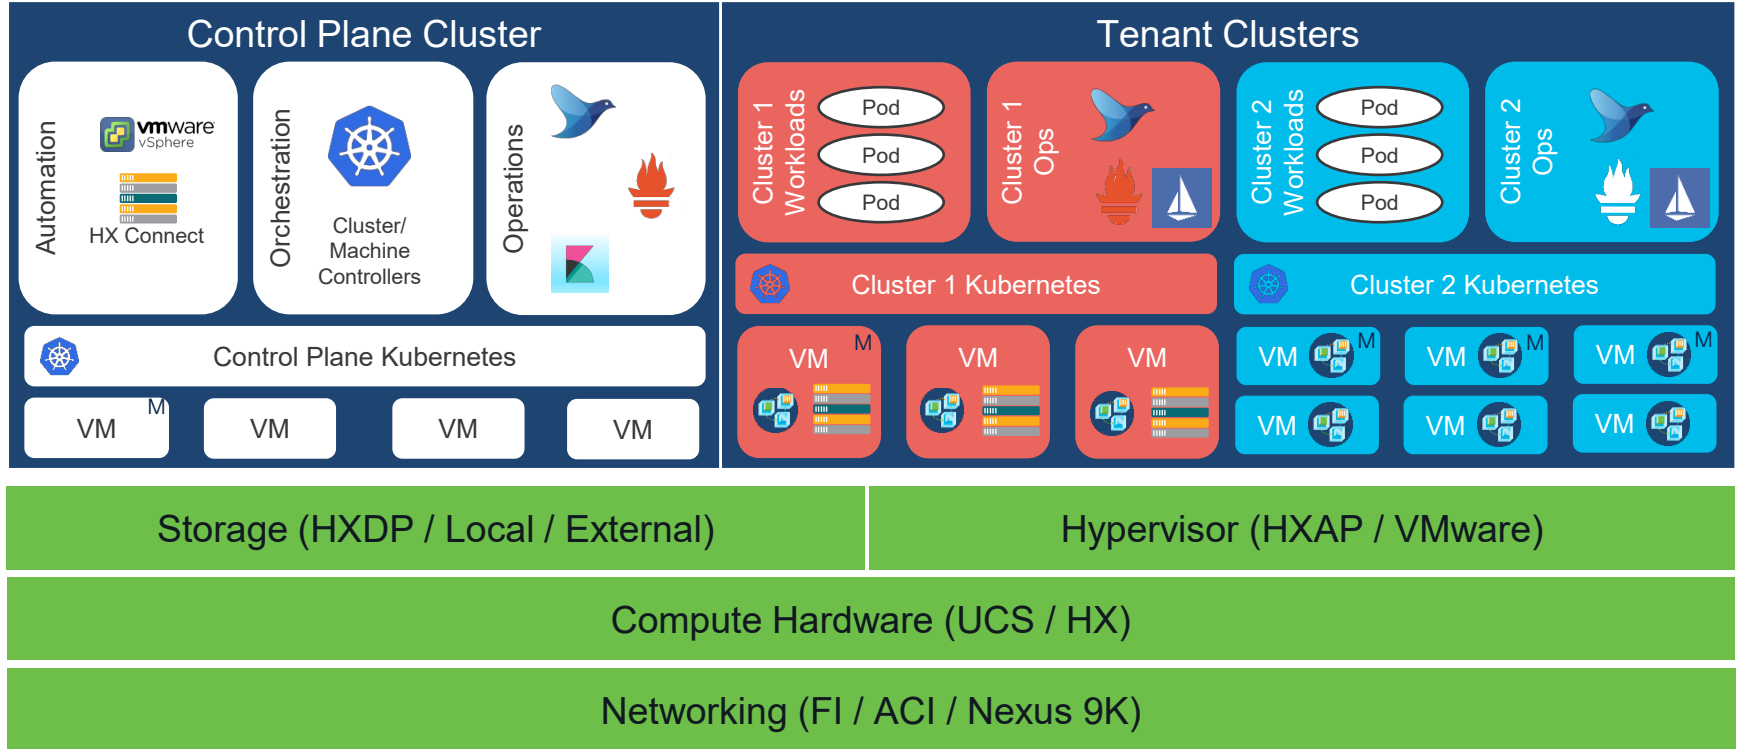 Control Plane Cluster
Automation
vmware
vSphere
HX Connect
Orchestration
Cluster/
Machine
Controllers
Operations
Control Plane Kubernetes
VM
M
VM
VM
VM
Tenant Clusters
Cluster 1
Workloads
Pod
Pod
Pod
Cluster 1
Ops
Cluster 2
Workloads
Pod
Pod
Pod
Cluster 2
Ops
Cluster 1 Kubernetes
Cluster 2 Kubernetes
VM
M
VM
VM
VM
M
VM
M
VM
M
VM
VM
VM
Storage (HXDP / Local / External)
Hypervisor (HXAP / VMware)
Compute Hardware (UCS / HX)
Networking (FI / ACI / Nexus 9K)